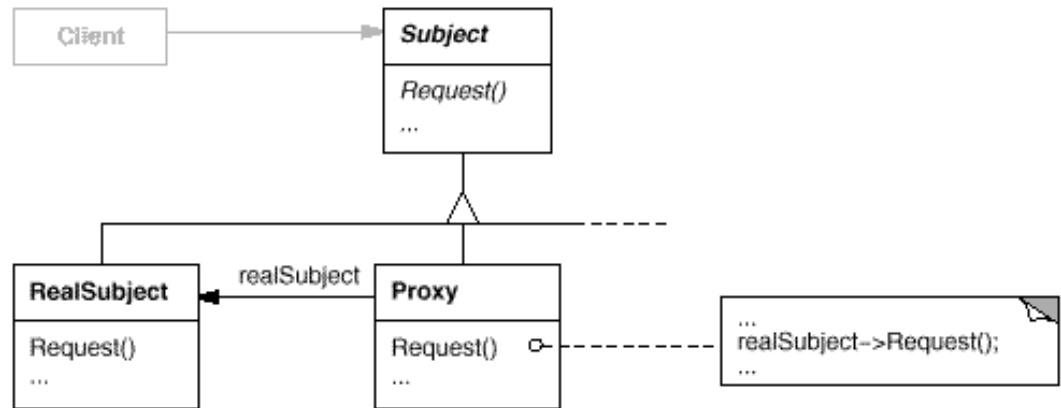 Client
Subject
Request()
...
realSubject
RealSubject
Request()
...
Proxy
Request()
...
...
realSubject->Request();
...